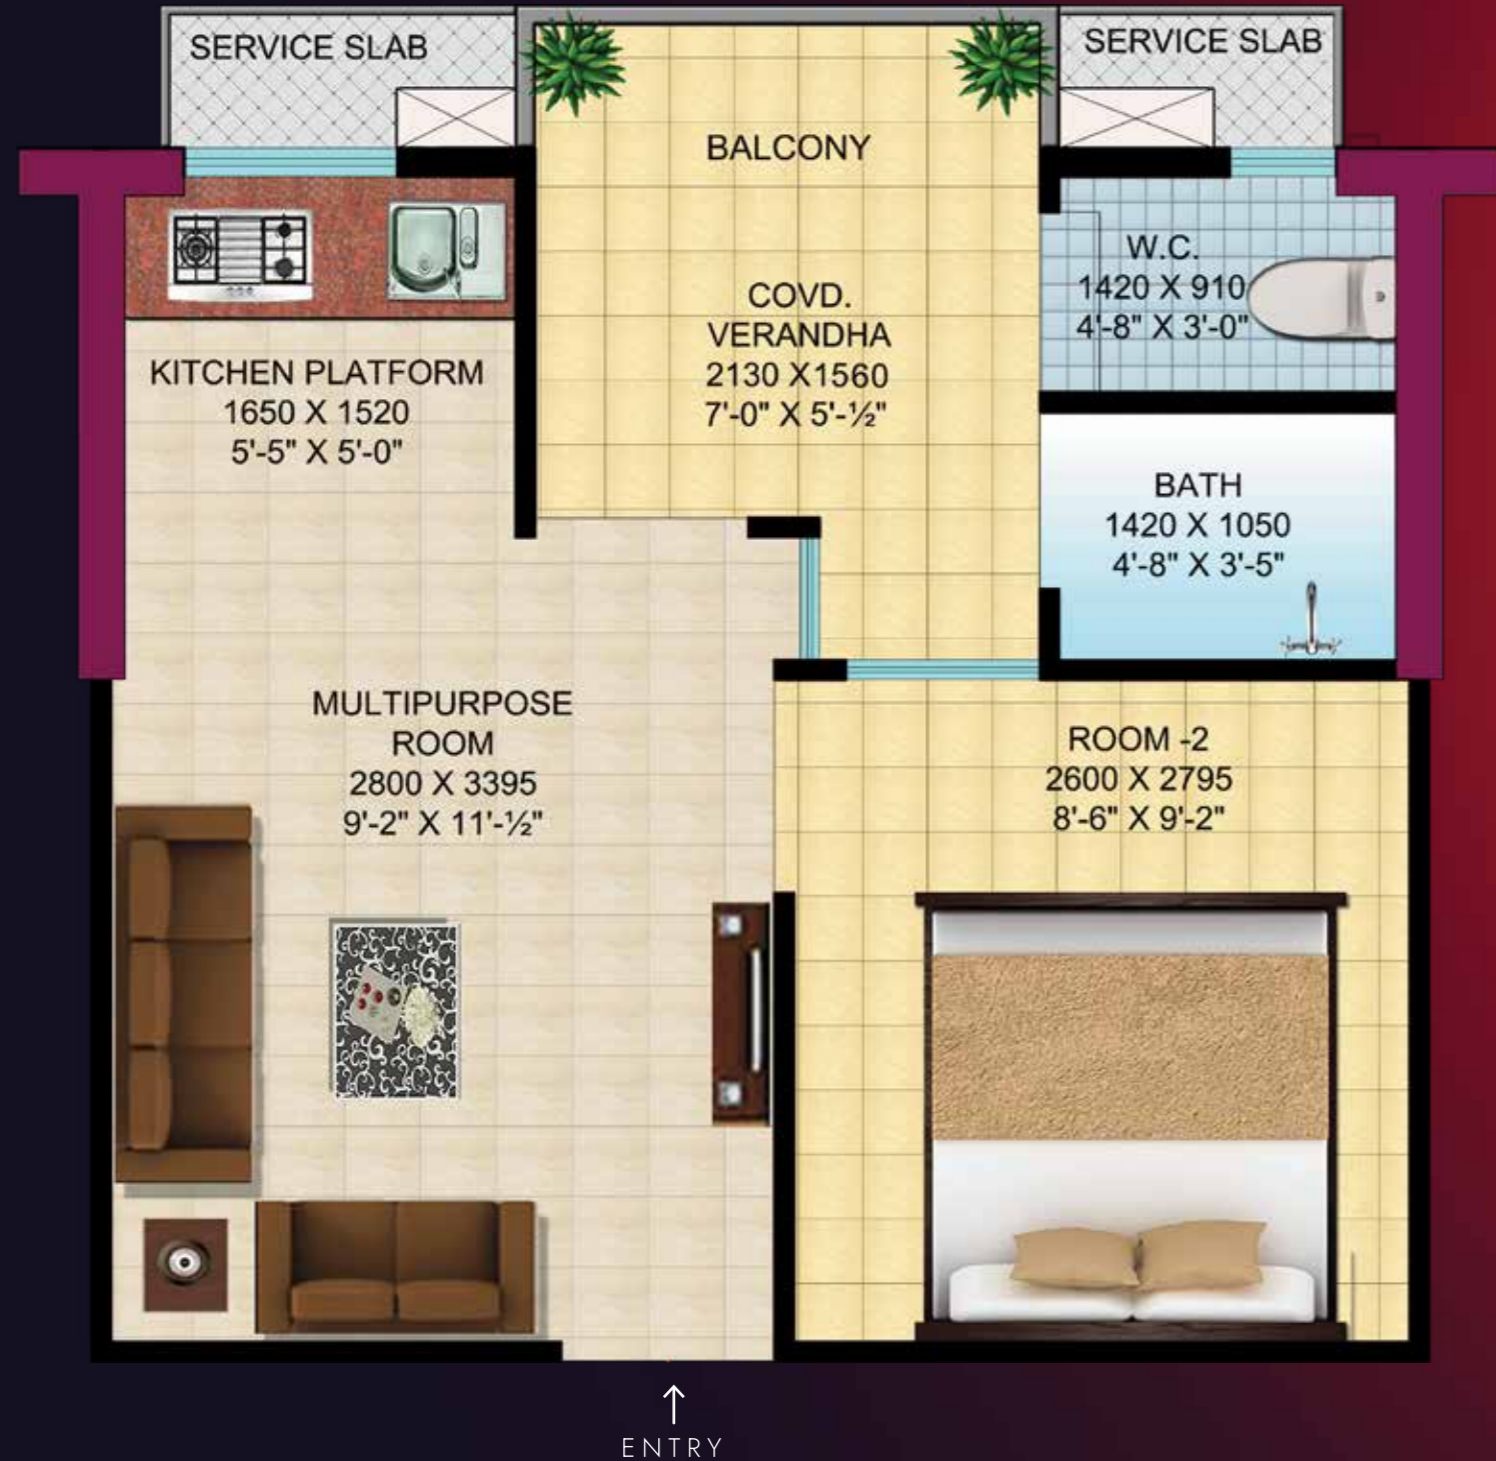 SERVICE SLAB
SERVICE SLAB
BALCONY
W.C.
1420 X 910
4'-8" X 3'-0"
COVD.
VERANDHA
2130 X1560
7'-0" X 5'-½"
KITCHEN PLATFORM
1650 X 1520
5'-5" X 5'-0"
BATH
1420 X 1050
4'-8" X 3'-5"
MULTIPURPOSE
ROOM
2800 X 3395
9'-2" X 11'-½"
ROOM -2
2600 X 2795
8'-6" X 9'-2"
ENTRY